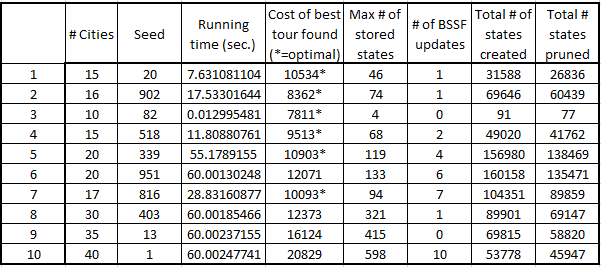 # Cities Seed Running time (sec.) Cost of best tour found (*=optimal) Max # of stored states # of BSSF updates Total # of states created Total # states pruned
1 15 20 7.631081104 10534* 46 1 31588 26836
2 16 902 17.53301644 8362* 74 1 69646 60439
3 10 82 0.012995481 7811* 4 0 91 77
4 15 518 11.80880761 9513* 68 2 49020 41762
5 20 339 55.1789155 10903* 119 4 156980 138469
6 20 951 60.00130248 12071 133 6 160158 135471
7 17 816 28.83160877 10093* 94 7 104351 89859
8 30 403 60.00185466 12373 321 1 89901 69147
9 35 13 60.00237155 16124 415 0 69815 58820
10 40 1 60.00247741 20829 598 10 53778 45947